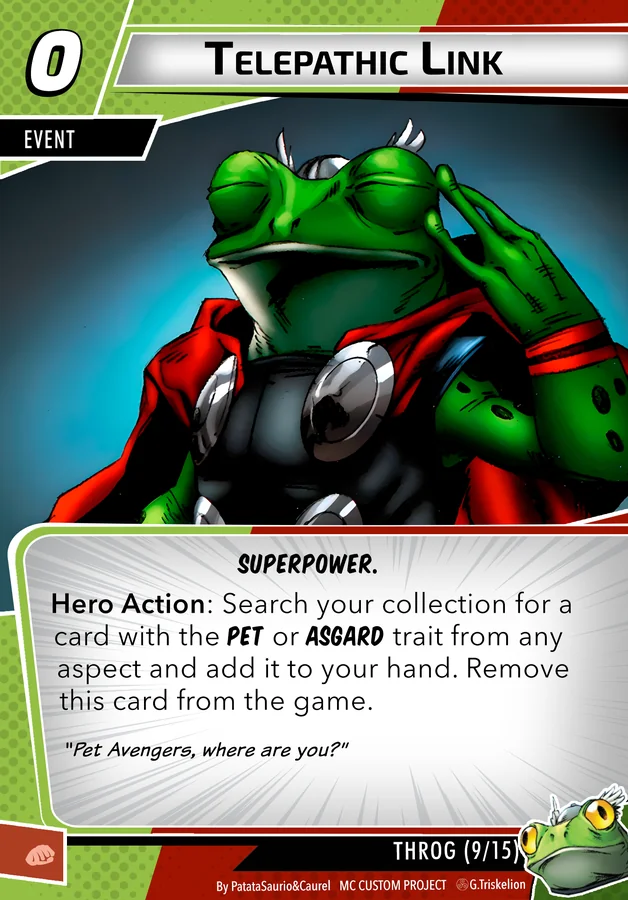 0
TELEPATHIC LINK
EVENT
SUPERPOWER.
Hero Action: Search your collection for a
card with the PET or ASGARD trait from any
aspect and add it to your hand. Remove
this card from the game.
"Pet Avengers, where are you?"
THROG (9/15)
By PatataSaurio&Caurel MC CUSTOM PROJECT G.Triskelion